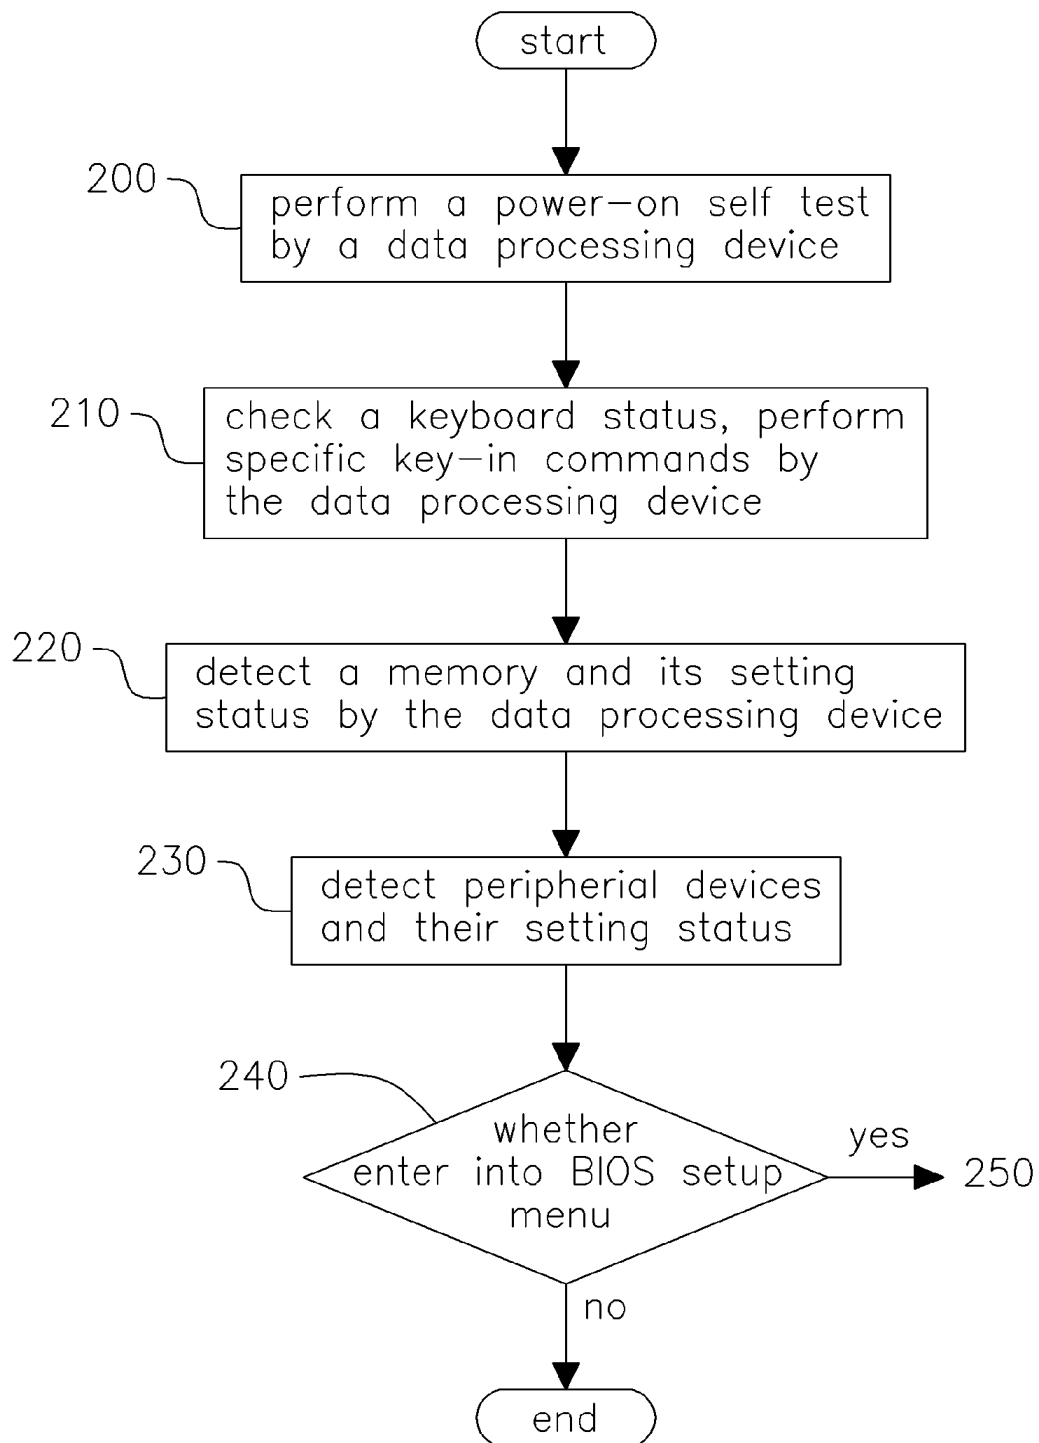 start
200
perform a power-on self test
by a data processing device
210
check a keyboard status, perform
specific key-in commands by
the data processing device
220
detect a memory and its setting
status by the data processing device
230
detect peripherial devices
and their setting status
240
whether
enter into BIOS setup
menu
yes
250
no
end